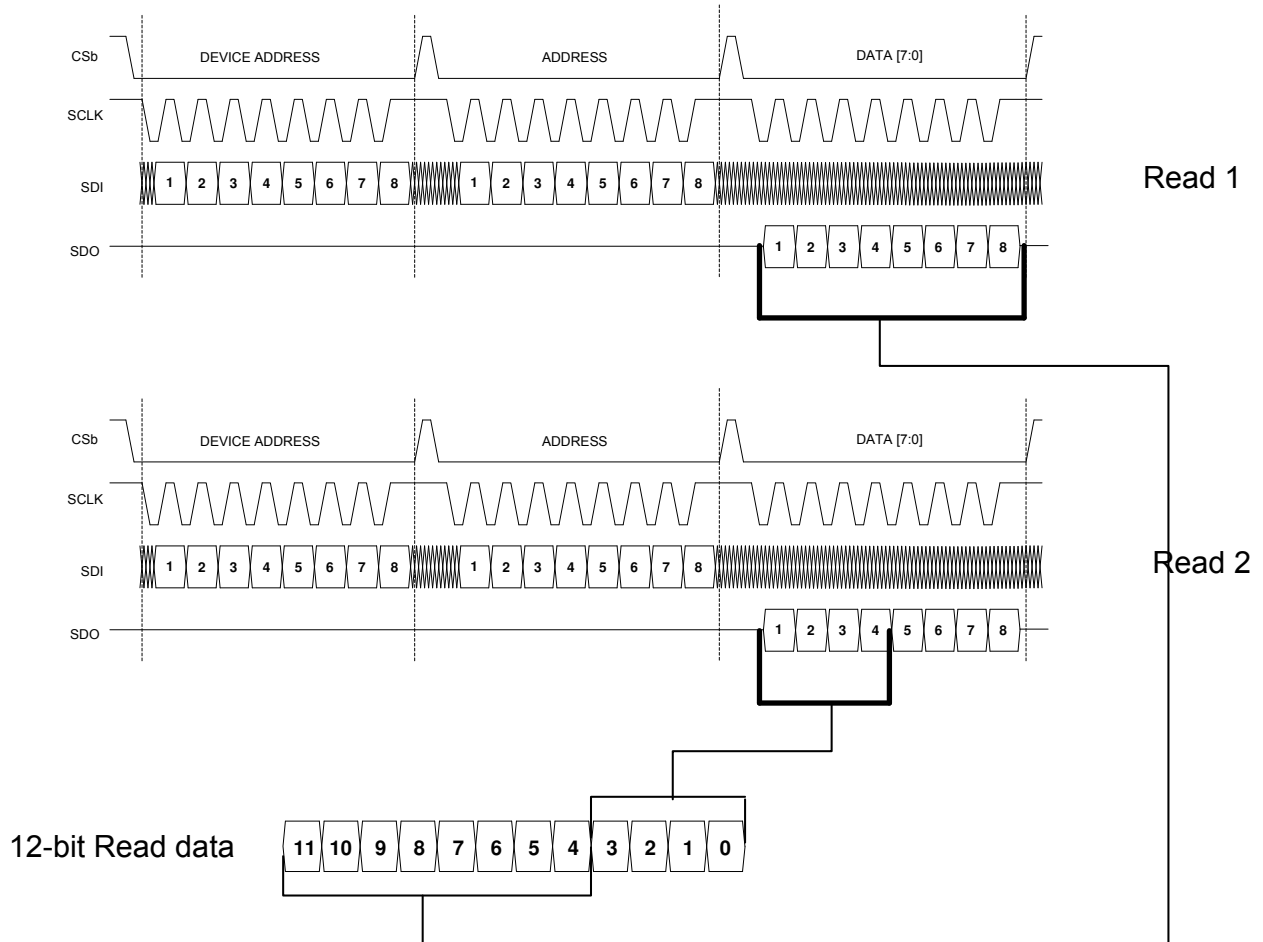 DEVICE ADDRESS ADDRESS DATA [7:0]
CSb
SCLK
SDI 1 2 3 4 5 6 7 8 1 2 3 4 5 6 7 8 Read 1
SDO 1 2 3 4 5 6 7 8
DEVICE ADDRESS ADDRESS DATA [7:0]
CSb
SCLK
SDI 1 2 3 4 5 6 7 8 1 2 3 4 5 6 7 8 Read 2
SDO 1 2 3 4 5 6 7 8
12-bit Read data 11 10 9 8 7 6 5 4 3 2 1 0